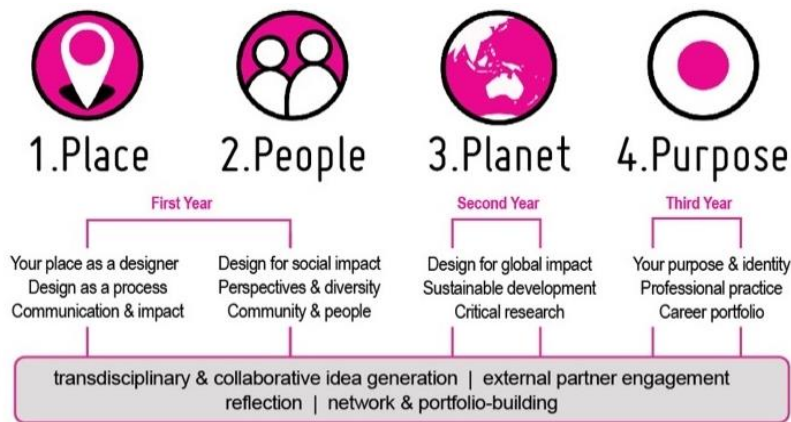 1.Place
2.People
3.Planet
4.Purpose
First Year
Second Year
Third Year
Your place as a designer
Design as a process
Communication & impact
Design for social impact
Perspectives & diversity
Community & people
Design for global impact
Sustainable development
Critical research
Your purpose & identity
Professional practice
Career portfolio
transdisciplinary & collaborative idea generation | external partner engagement
reflection | network & portfolio-building